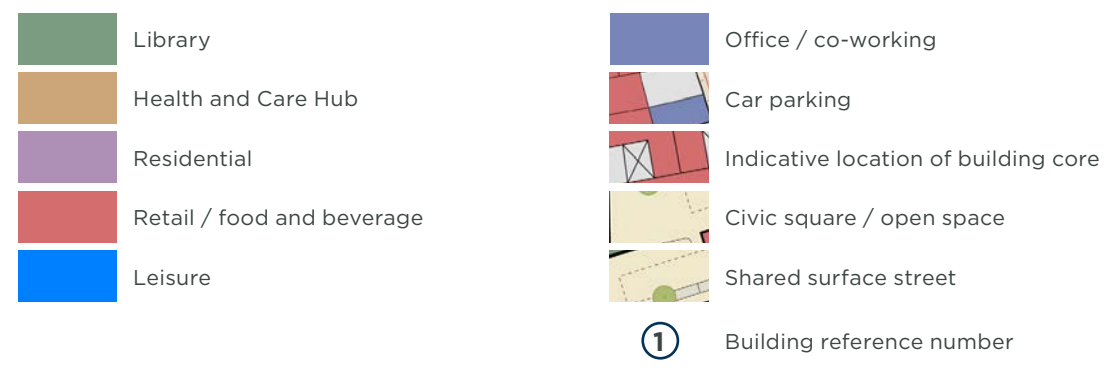 Library
Health and Care Hub
Residential
Retail / food and beverage
Leisure
Office / co-working
Car parking
Indicative location of building core
Civic square / open space
Shared surface street
1
Building reference number